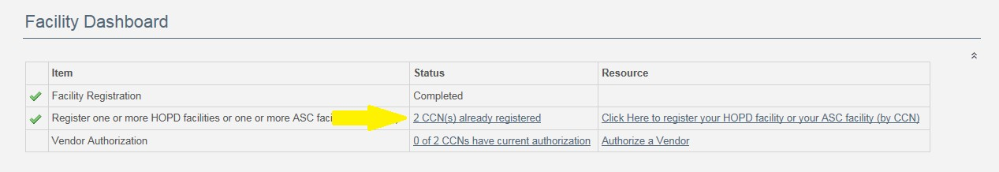 Facility Dashboard
Item Status Resource
Facility Registration Completed
Register one or more HOPD facilities or one or more ASC 2 CCN(s) already registered Click Here to register your HOPD facility or your ASC facility (by CCN)
Vendor Authorization 0 of 2 CCNs have current authorization Authorize a Vendor